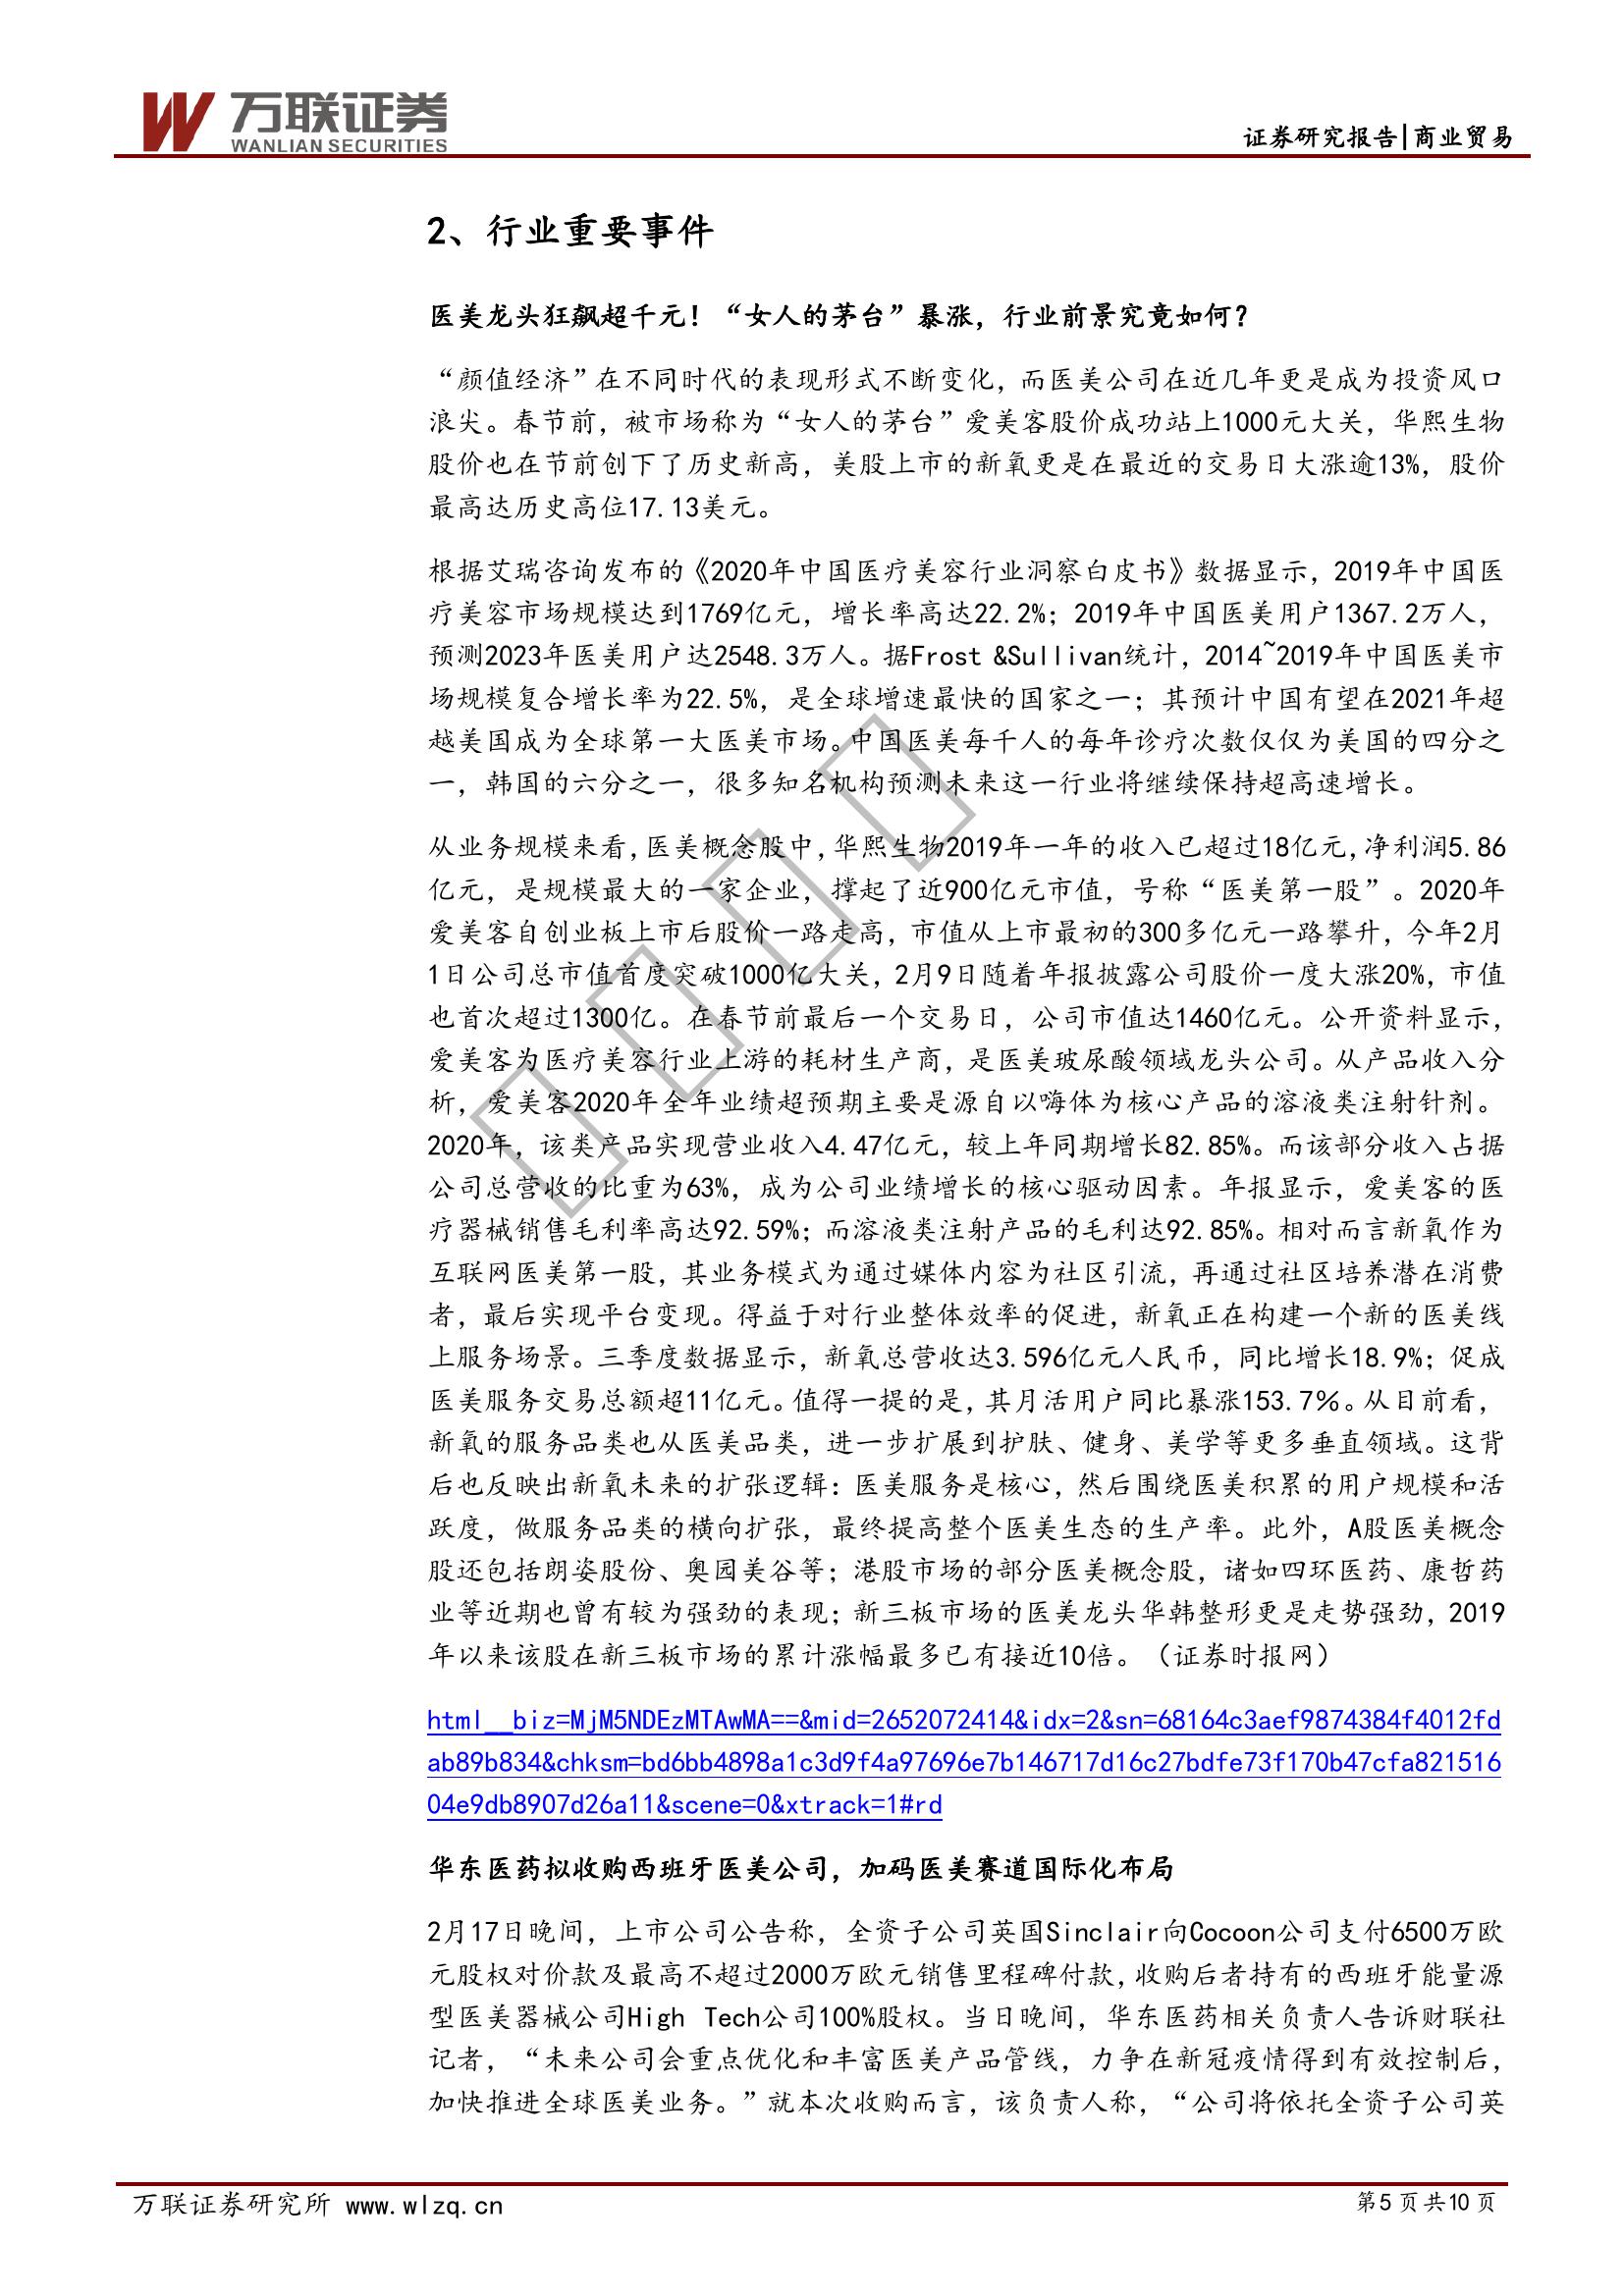 万联证券
WANLIAN SECURITIES
证券研究报告|商业贸易
2、行业重要事件
医美龙头狂飙超千元！“女人的茅台”暴涨，行业前景究竟如何？
“颜值经济”在不同时代的表现形式不断变化，而医美公司在近几年更是成为投资风口
浪尖。春节前，被市场称为“女人的茅台”爱美客股价成功站上1000元大关，华熙生物
股价也在节前创下了历史新高，美股上市的新氧更是在最近的交易日大涨逾13%，股价
最高达历史高位17.13美元。
根据艾瑞咨询发布的《2020年中国医疗美容行业洞察白皮书》数据显示，2019年中国医
疗美容市场规模达到1769亿元，增长率高达22.2%；2019年中国医美用户1367.2万人，
预测2023年医美用户达2548.3万人。据Frost &Sullivan统计，2014~2019年中国医美市
场规模复合增长率为22.5%，是全球增速最快的国家之一；其预计中国有望在2021年超
越美国成为全球第一大医美市场。中国医美每千人的每年诊疗次数仅仅为美国的四分之
一，韩国的六分之一，很多知名机构预测未来这一行业将继续保持超高速增长。
从业务规模来看，医美概念股中，华熙生物2019年一年的收入已超过18亿元，净利润5.86
亿元，是规模最大的一家企业，撑起了近900亿元市值，号称“医美第一股”。2020年
爱美客自创业板上市后股价一路走高，市值从上市最初的300多亿元一路攀升，今年2月
1日公司总市值首度突破1000亿大关，2月9日随着年报披露公司股价一度大涨20%，市值
也首次超过1300亿。在春节前最后一个交易日，公司市值达1460亿元。公开资料显示，
爱美客为医疗美容行业上游的耗材生产商，是医美玻尿酸领域龙头公司。从产品收入分
析，爱美客2020年全年业绩超预期主要是源自以嗨体为核心产品的溶液类注射针剂。
2020年，该类产品实现营业收入4.47亿元，较上年同期增长82.85%。而该部分收入占据
公司总营收的比重为63%，成为公司业绩增长的核心驱动因素。年报显示，爱美客的医
疗器械销售毛利率高达92.59%；而溶液类注射产品的毛利达92.85%。相对而言新氧作为
互联网医美第一股，其业务模式为通过媒体内容为社区引流，再通过社区培养潜在消费
者，最后实现平台变现。得益于对行业整体效率的促进，新氧正在构建一个新的医美线
上服务场景。三季度数据显示，新氧总营收达3.596亿元人民币，同比增长18.9%；促成
医美服务交易总额超11亿元。值得一提的是，其月活用户同比暴涨153.7％。从目前看，
新氧的服务品类也从医美品类，进一步扩展到护肤、健身、美学等更多垂直领域。这背
后也反映出新氧未来的扩张逻辑：医美服务是核心，然后围绕医美积累的用户规模和活
跃度，做服务品类的横向扩张，最终提高整个医美生态的生产率。此外，A股医美概念
股还包括朗姿股份、奥园美谷等；港股市场的部分医美概念股，诸如四环医药、康哲药
业等近期也曾有较为强劲的表现；新三板市场的医美龙头华韩整形更是走势强劲，2019
年以来该股在新三板市场的累计涨幅最多已有接近10倍。（证券时报网）
html__biz=MjM5NDEzMTAwMA==&mid=2652072414&idx=2&sn=68164c3aef9874384f4012fd
ab89b834&chksm=bd6bb4898a1c3d9f4a97696e7b146717d16c27bdfe73f170b47cfa821516
04e9db8907d26a11&scene=0&xtrack=1#rd
华东医药拟收购西班牙医美公司，加码医美赛道国际化布局
2月17日晚间，上市公司公告称，全资子公司英国Sinclair向Cocoon公司支付6500万欧
元股权对价款及最高不超过2000万欧元销售里程碑付款，收购后者持有的西班牙能量源
型医美器械公司High Tech公司100%股权。当日晚间，华东医药相关负责人告诉财联社
记者，“未来公司会重点优化和丰富医美产品管线，力争在新冠疫情得到有效控制后，
加快推进全球医美业务。”就本次收购而言，该负责人称，“公司将依托全资子公司英
万联证券研究所 www.wlzq.cn
第5页共10页